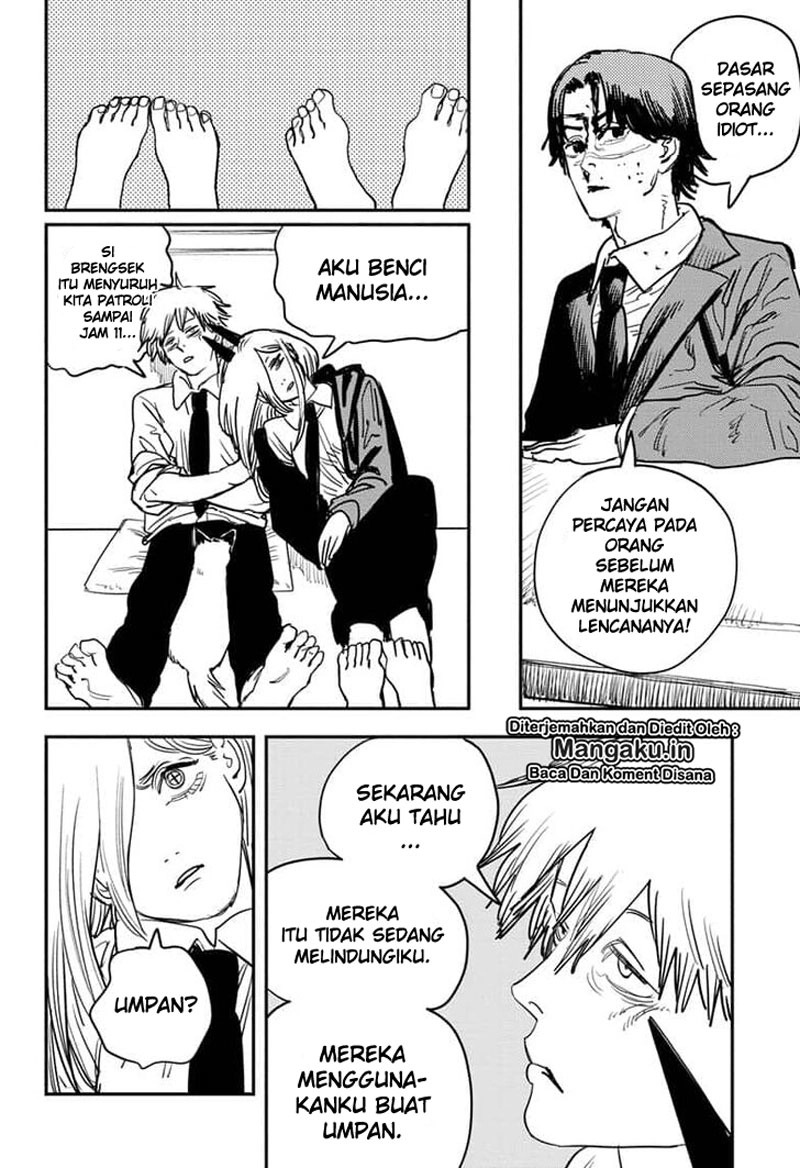 DASAR
SEPASANG
ORANG
IDIOT...
JANGAN
PERCAYA PADA
ORANG
SEBELUM
MEREKA
MENUNJUKKAN
LENCANANYA!
AKU BENCI
MANUSIA...
SI
BRENGSEK
ITU MENYURUH
KITA PATROLI
SAMPAI
JAM 11...
Diterjemahkan dan Diedit Oleh :
Mangaku.in
Baca Dan Koment Disana
SEKARANG
AKU TAHU
...
MEREKA
ITU TIDAK SEDANG
MELINDUNGIKU.
MEREKA
MENGGUNA-
KANKU BUAT
UMPAN.
UMPAN?